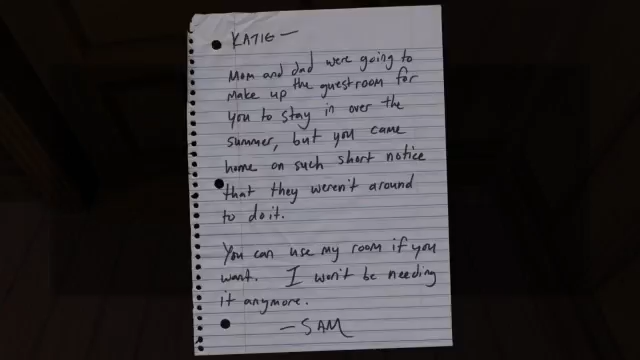 KATIE —
Mom and dad were going to
make up the guestroom for
you to stay in over the
summer, but you came
home on such short notice
that they weren't around
to do it.
You can use my room if you
want. I won't be needing
it anymore.
— SAM